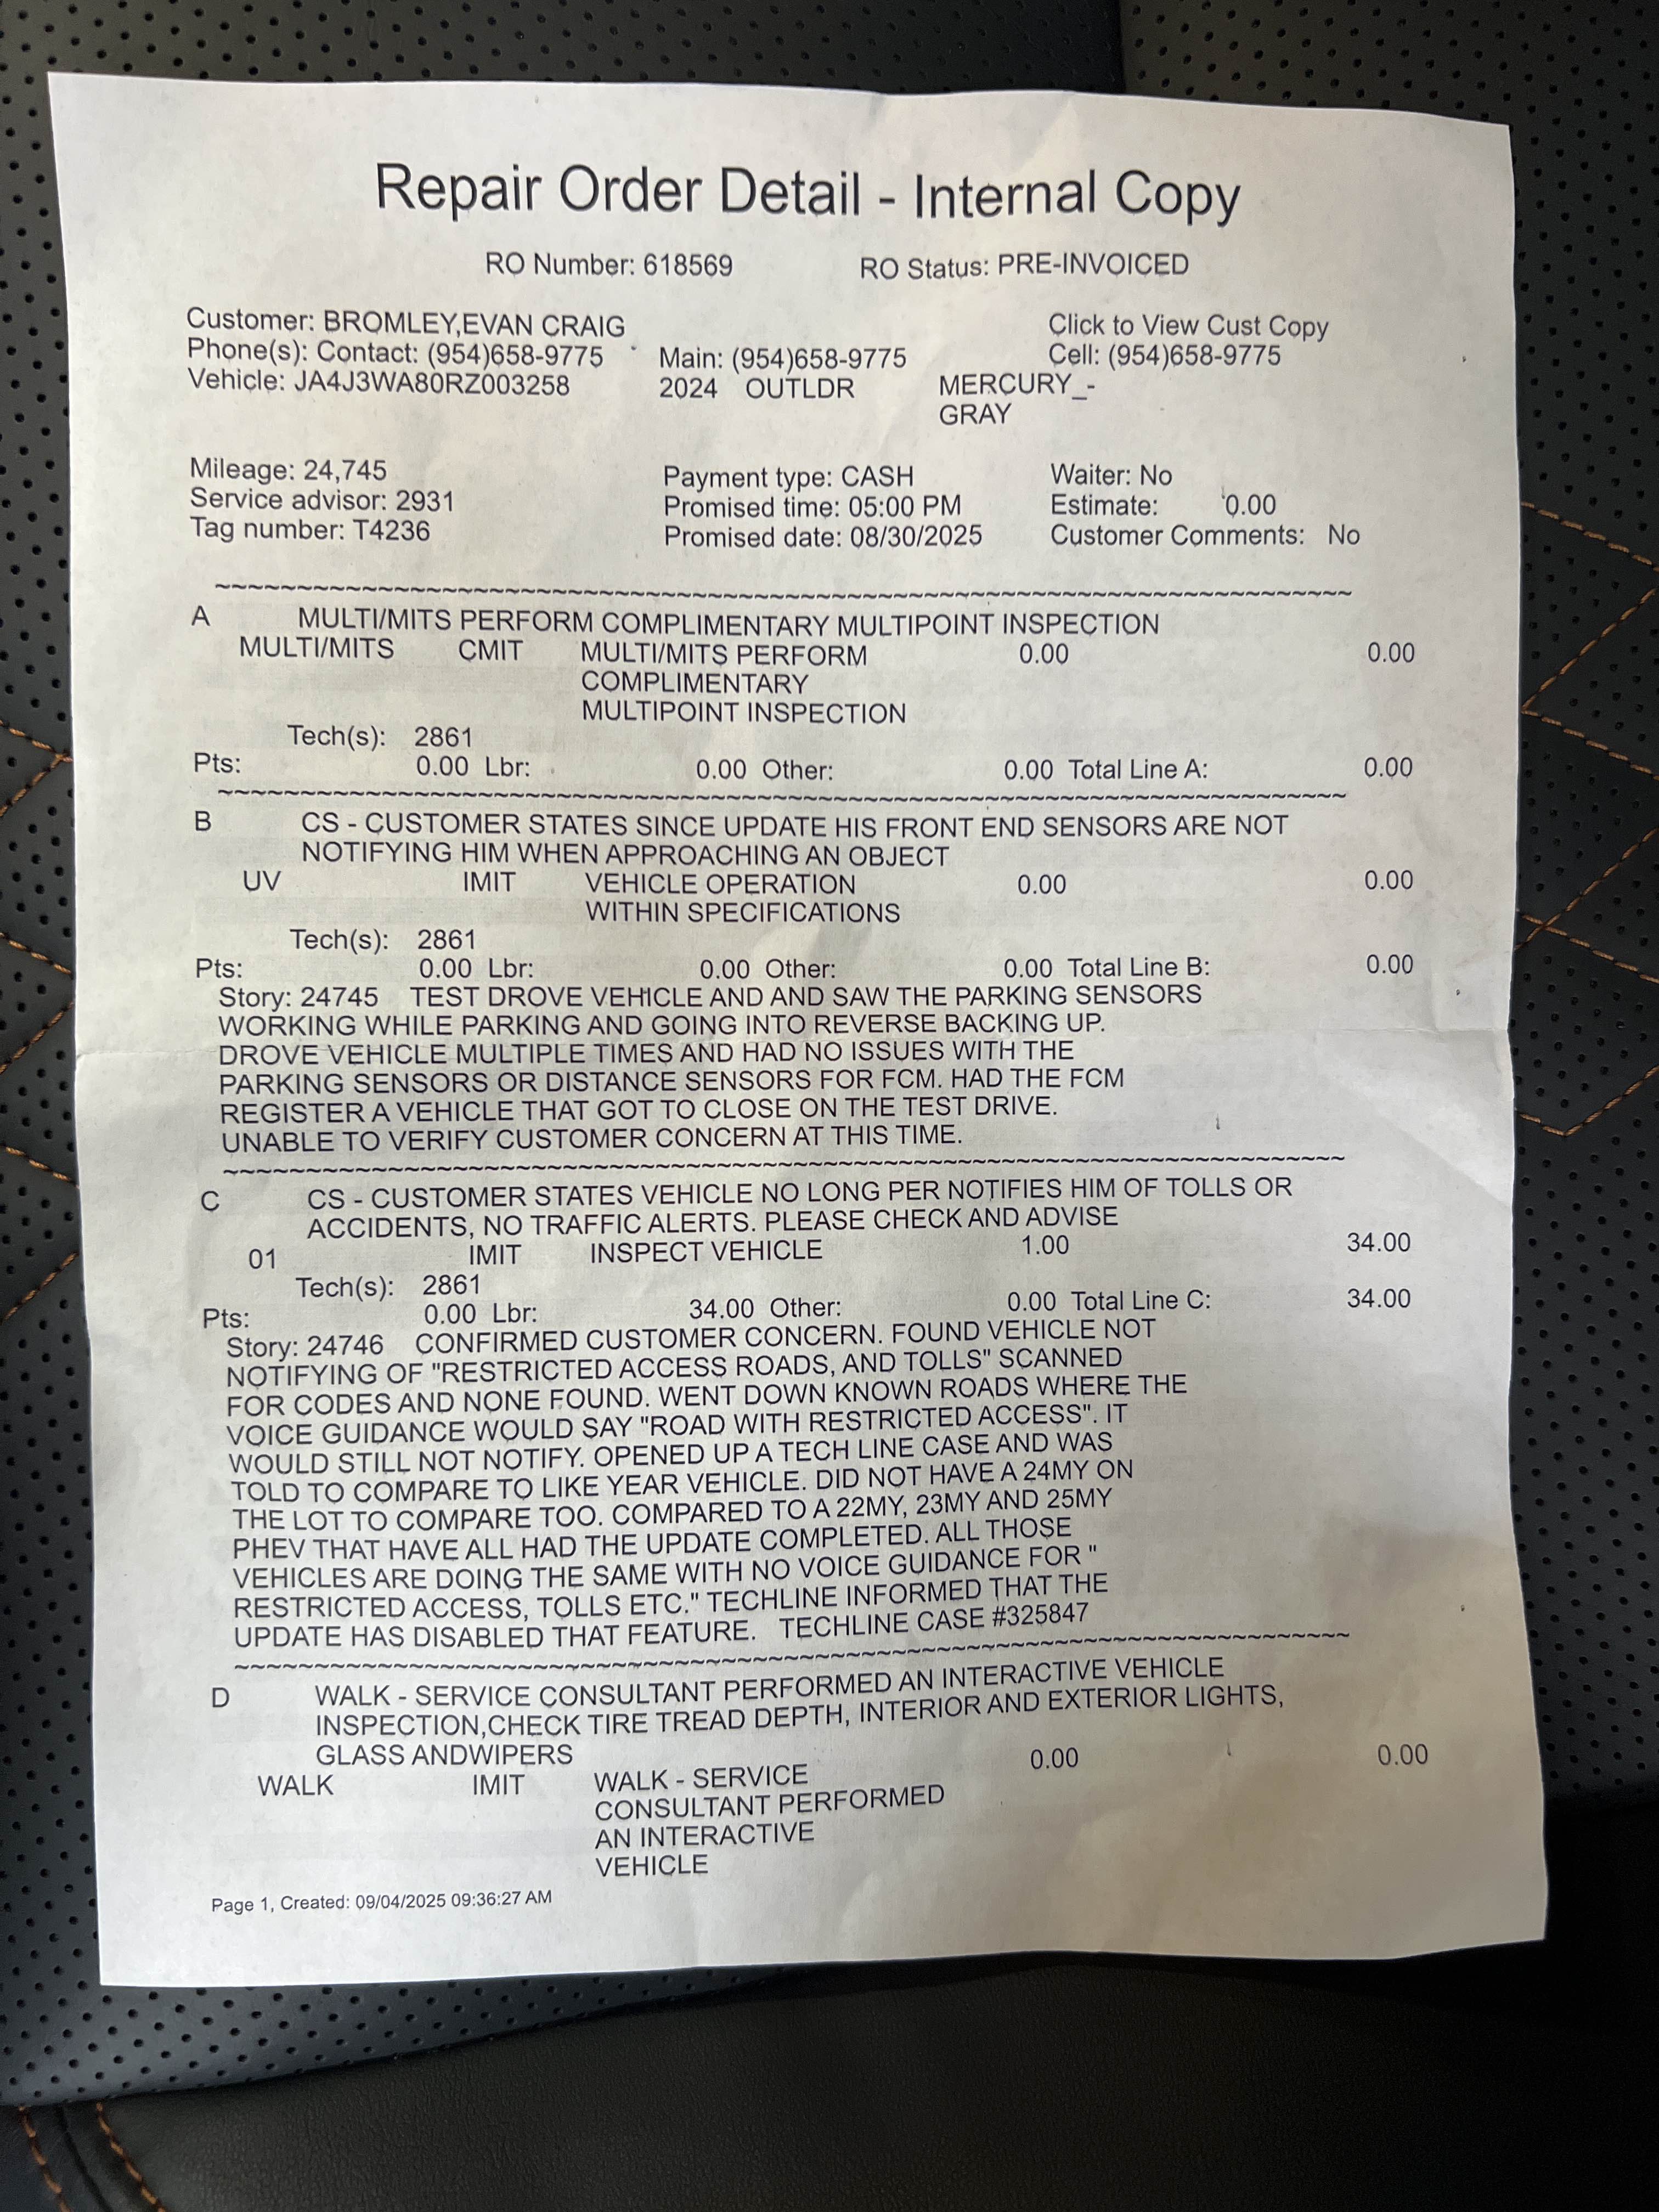 Repair Order Detail - Internal Copy
RO Number: 618569 RO Status: PRE-INVOICED
Customer: BROMLEY,EVAN CRAIG Click to View Cust Copy
Phone(s): Contact: (954)658-9775 Main: (954)658-9775 Cell: (954)658-9775
Vehicle: JA4J3WA80RZ003258 2024 OUTLDR MERCURY_-
GRAY
Mileage: 24,745 Payment type: CASH Waiter: No
Service advisor: 2931 Promised time: 05:00 PM Estimate: 0.00
Tag number: T4236 Promised date: 08/30/2025 Customer Comments: No
~~~~~~~~~~~~~~~~~~~~~~~~~~~~~~~~~~~~~~~~~~~~~~~~~~~~~~~~~~~~~~~~~~~~~~~~
A MULTI/MITS PERFORM COMPLIMENTARY MULTIPOINT INSPECTION
MULTI/MITS CMIT MULTI/MITS PERFORM 0.00 0.00
COMPLIMENTARY
MULTIPOINT INSPECTION
Tech(s): 2861
Pts: 0.00 Lbr: 0.00 Other: 0.00 Total Line A: 0.00
~~~~~~~~~~~~~~~~~~~~~~~~~~~~~~~~~~~~~~~~~~~~~~~~~~~~~~~~~~~~~~~~~~~~~~~~
B CS - CUSTOMER STATES SINCE UPDATE HIS FRONT END SENSORS ARE NOT
NOTIFYING HIM WHEN APPROACHING AN OBJECT
UV IMIT VEHICLE OPERATION 0.00 0.00
WITHIN SPECIFICATIONS
Tech(s): 2861
Pts: 0.00 Lbr: 0.00 Other: 0.00 Total Line B: 0.00
Story: 24745 TEST DROVE VEHICLE AND AND SAW THE PARKING SENSORS
WORKING WHILE PARKING AND GOING INTO REVERSE BACKING UP.
DROVE VEHICLE MULTIPLE TIMES AND HAD NO ISSUES WITH THE
PARKING SENSORS OR DISTANCE SENSORS FOR FCM. HAD THE FCM
REGISTER A VEHICLE THAT GOT TO CLOSE ON THE TEST DRIVE.
UNABLE TO VERIFY CUSTOMER CONCERN AT THIS TIME.
~~~~~~~~~~~~~~~~~~~~~~~~~~~~~~~~~~~~~~~~~~~~~~~~~~~~~~~~~~~~~~~~~~~~~~~~
C CS - CUSTOMER STATES VEHICLE NO LONG PER NOTIFIES HIM OF TOLLS OR
ACCIDENTS, NO TRAFFIC ALERTS. PLEASE CHECK AND ADVISE
01 IMIT INSPECT VEHICLE 1.00 34.00
Tech(s): 2861
Pts: 0.00 Lbr: 34.00 Other: 0.00 Total Line C: 34.00
Story: 24746 CONFIRMED CUSTOMER CONCERN. FOUND VEHICLE NOT
NOTIFYING OF "RESTRICTED ACCESS ROADS, AND TOLLS" SCANNED
FOR CODES AND NONE FOUND. WENT DOWN KNOWN ROADS WHERE THE
VOICE GUIDANCE WOULD SAY "ROAD WITH RESTRICTED ACCESS". IT
WOULD STILL NOT NOTIFY. OPENED UP A TECH LINE CASE AND WAS
TOLD TO COMPARE TO LIKE YEAR VEHICLE. DID NOT HAVE A 24MY ON
THE LOT TO COMPARE TOO. COMPARED TO A 22MY, 23MY AND 25MY
PHEV THAT HAVE ALL HAD THE UPDATE COMPLETED. ALL THOSE
VEHICLES ARE DOING THE SAME WITH NO VOICE GUIDANCE FOR "
RESTRICTED ACCESS, TOLLS ETC." TECHLINE INFORMED THAT THE
UPDATE HAS DISABLED THAT FEATURE. TECHLINE CASE #325847
~~~~~~~~~~~~~~~~~~~~~~~~~~~~~~~~~~~~~~~~~~~~~~~~~~~~~~~~~~~~~~~~~~~~~~~~
D WALK - SERVICE CONSULTANT PERFORMED AN INTERACTIVE VEHICLE
INSPECTION,CHECK TIRE TREAD DEPTH, INTERIOR AND EXTERIOR LIGHTS,
GLASS ANDWIPERS
WALK IMIT WALK - SERVICE 0.00 0.00
CONSULTANT PERFORMED
AN INTERACTIVE
VEHICLE
Page 1, Created: 09/04/2025 09:36:27 AM